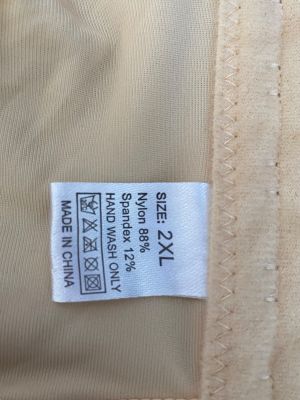 SIZE: 2XL
Nylon 88%
Spandex 12%
HAND WASH ONLY
MADE IN CHINA